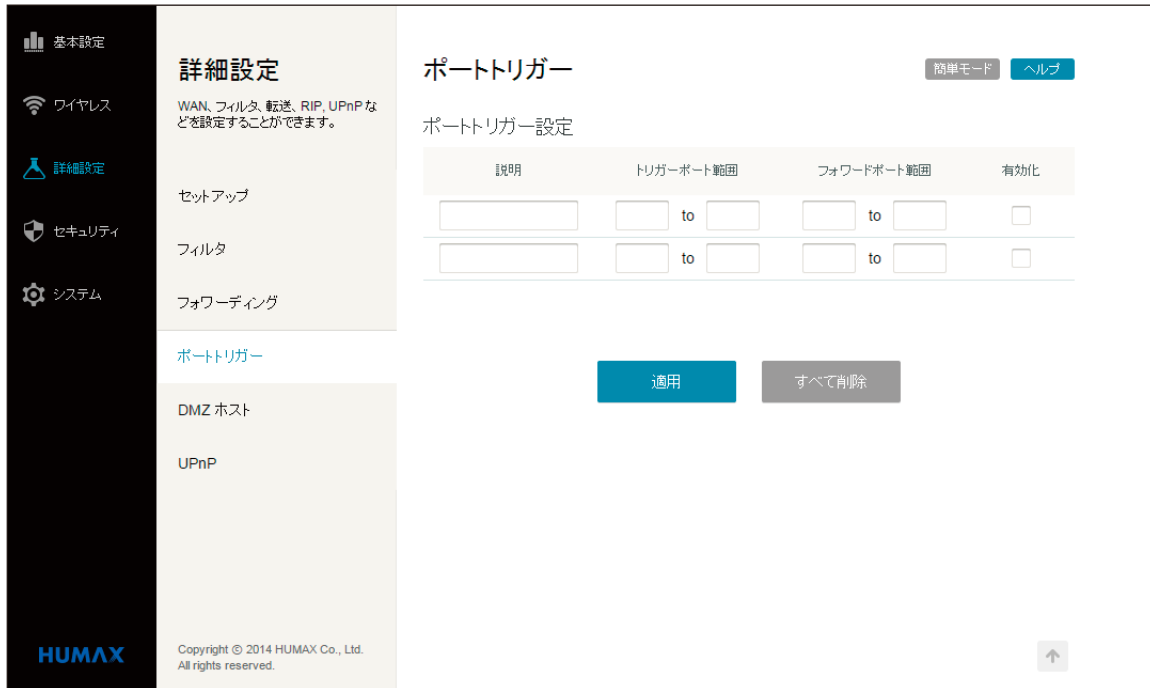 基本設定
ワイヤレス
詳細設定
セキュリティ
システム
HUMAX
詳細設定
WAN、フィルタ、転送、RIP, UPnP な
どを設定することができます。
セットアップ
フィルタ
フォワーディング
ポートトリガー
DMZ ホスト
UPnP
Copyright © 2014 HUMAX Co., Ltd.
All rights reserved.
ポートトリガー
簡単モード ヘルプ
ポートトリガー設定
説明 トリガーポート範囲 フォワードポート範囲 有効化
to to
to to
適用 すべて削除